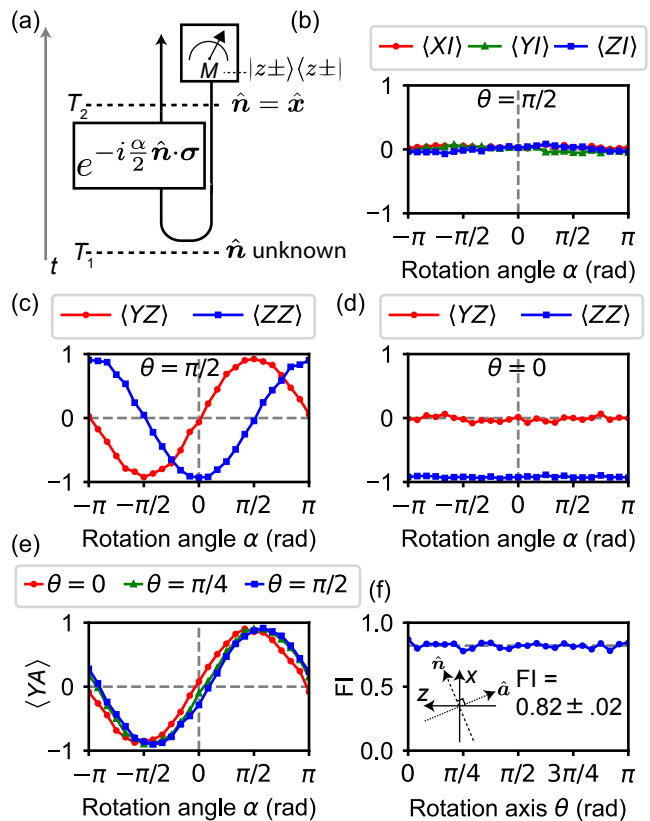 (a)
M
|z±⟩⟨z±|
T₂
n̂ = x̂
e^{-i\frac{α}{2}n̂·σ}
T₁
n̂ unknown
t
(b)
⟨XI⟩ ⟨YI⟩ ⟨ZI⟩
θ = π/2
1
0
−1
−π −π/2 0 π/2 π
Rotation angle α (rad)
(c)
⟨YZ⟩ ⟨ZZ⟩
θ = π/2
1
0
−1
−π −π/2 0 π/2 π
Rotation angle α (rad)
(d)
⟨YZ⟩ ⟨ZZ⟩
θ = 0
1
0
−1
−π −π/2 0 π/2 π
Rotation angle α (rad)
(e)
θ = 0 θ = π/4 θ = π/2
⟨YA⟩
1
0
−1
−π −π/2 0 π/2 π
Rotation angle α (rad)
(f)
FI
1.0
0.5
0.0
n̂
x
z
â
FI =
0.82 ± .02
0 π/4 π/2 3π/4 π
Rotation axis θ (rad)